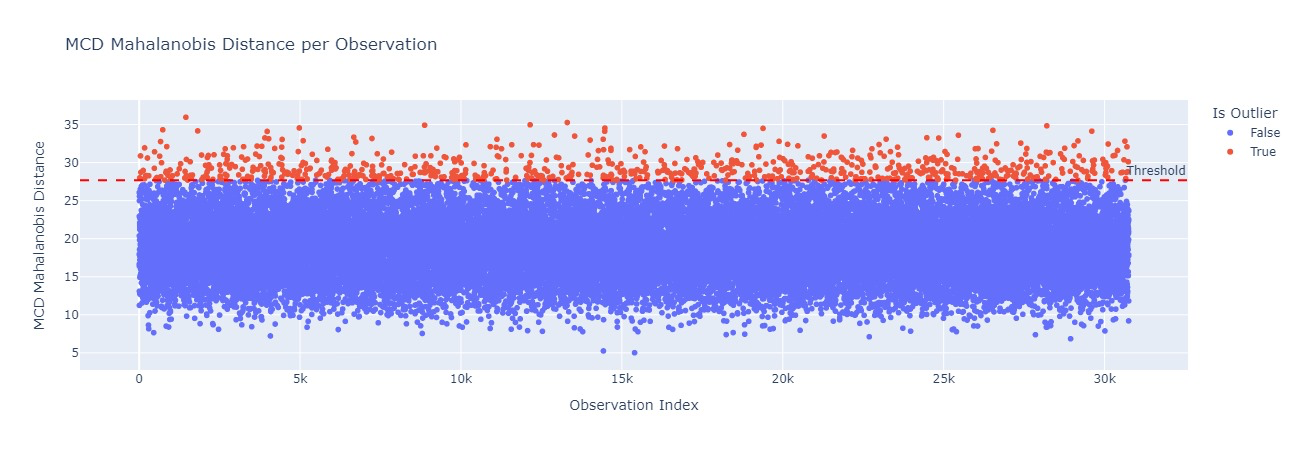 MCD Mahalanobis Distance per Observation
Is Outlier
False
True
Threshold
MCD Mahalanobis Distance
35
30
25
20
15
10
5
0
5k
10k
15k
20k
25k
30k
Observation Index